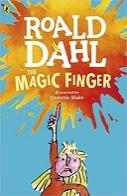 ROALD
DAHL
THE
MAGIC FINGER
Illustrated by
Quentin Blake